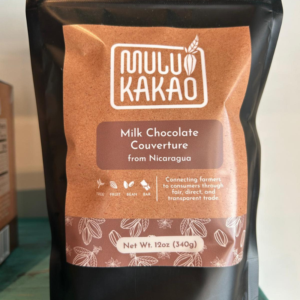 MULU
KAKAO
Milk Chocolate
Couverture
from Nicaragua
Connecting farmers
to consumers through
fair, direct, and
transparent trade.
BAR
Net Wt. 12oz (340g)